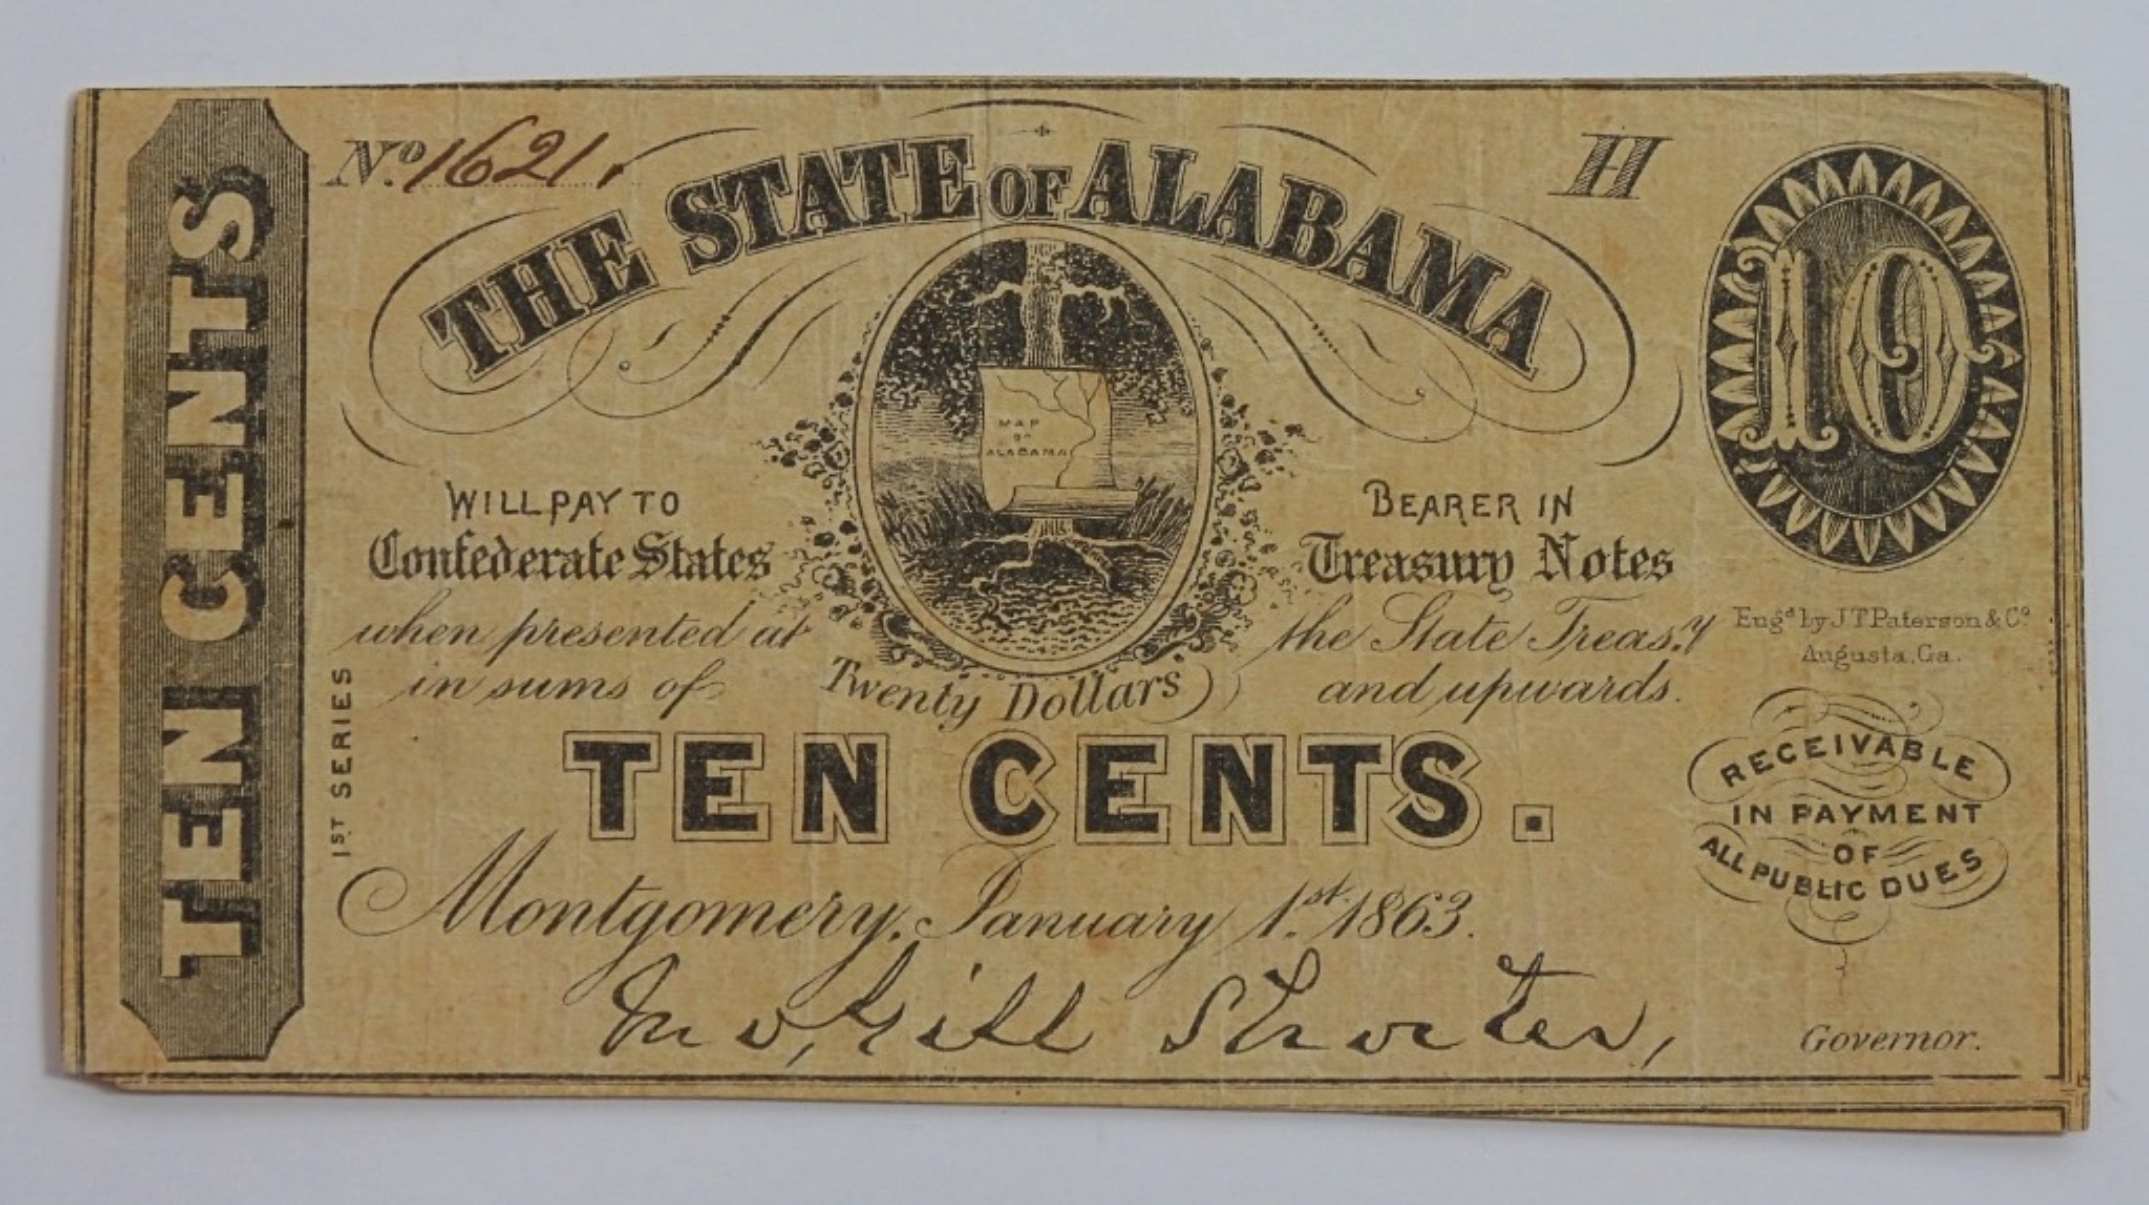 TEN CENTS
No. 1621.
H
THE STATE OF ALABAMA
10
MAP
OF
ALABAMA
WILL PAY TO BEARER IN
Confederate States Treasury Notes
when presented at the State Treas.y
in sums of Twenty Dollars and upwards.
Engd by J T Paterson & Co
Augusta, Ga.
1ST SERIES
TEN CENTS.
RECEIVABLE
IN PAYMENT
OF
ALL PUBLIC DUES
Montgomery, January 1st. 1863.
Jno, Gill Shorter,
Governor.